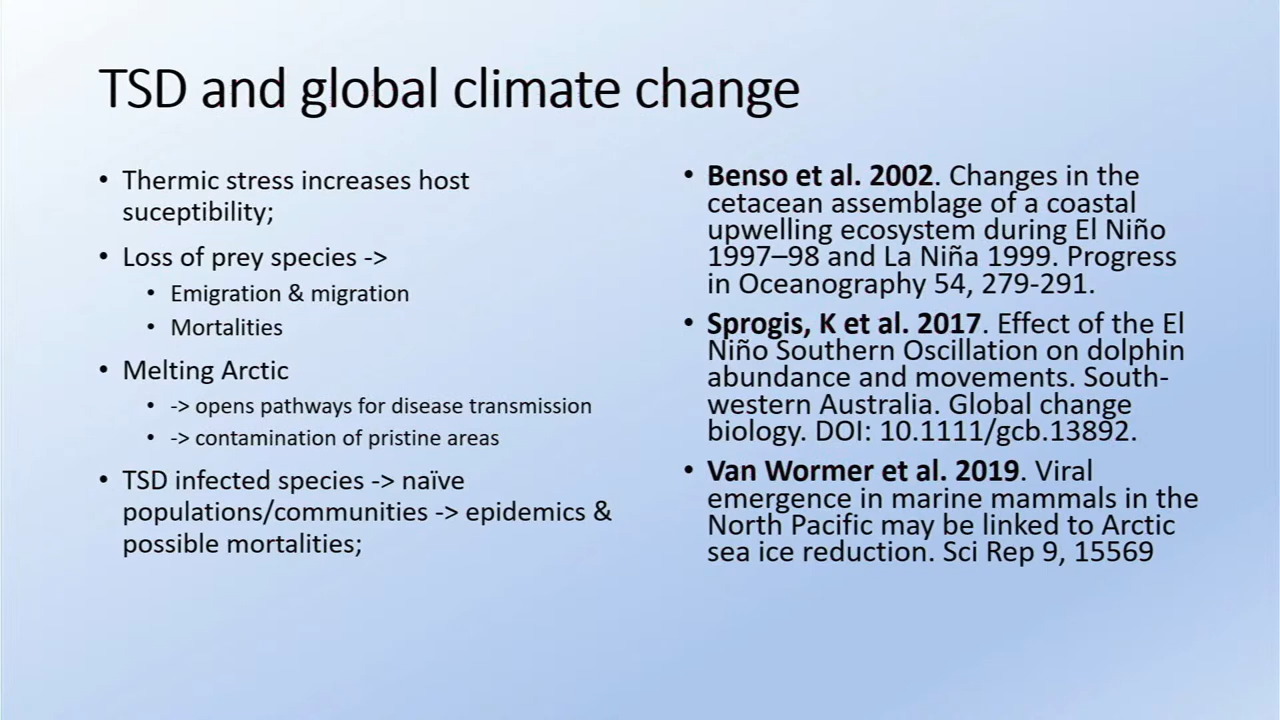 TSD and global climate change
• Thermic stress increases host
suceptibility;
• Loss of prey species ->
• Emigration & migration
• Mortalities
• Melting Arctic
• -> opens pathways for disease transmission
• -> contamination of pristine areas
• TSD infected species -> naïve
populations/communities -> epidemics &
possible mortalities;
• Benso et al. 2002. Changes in the
cetacean assemblage of a coastal
upwelling ecosystem during El Niño
1997–98 and La Niña 1999. Progress
in Oceanography 54, 279-291.
• Sprogis, K et al. 2017. Effect of the El
Niño Southern Oscillation on dolphin
abundance and movements. South-
western Australia. Global change
biology. DOI: 10.1111/gcb.13892.
• Van Wormer et al. 2019. Viral
emergence in marine mammals in the
North Pacific may be linked to Arctic
sea ice reduction. Sci Rep 9, 15569